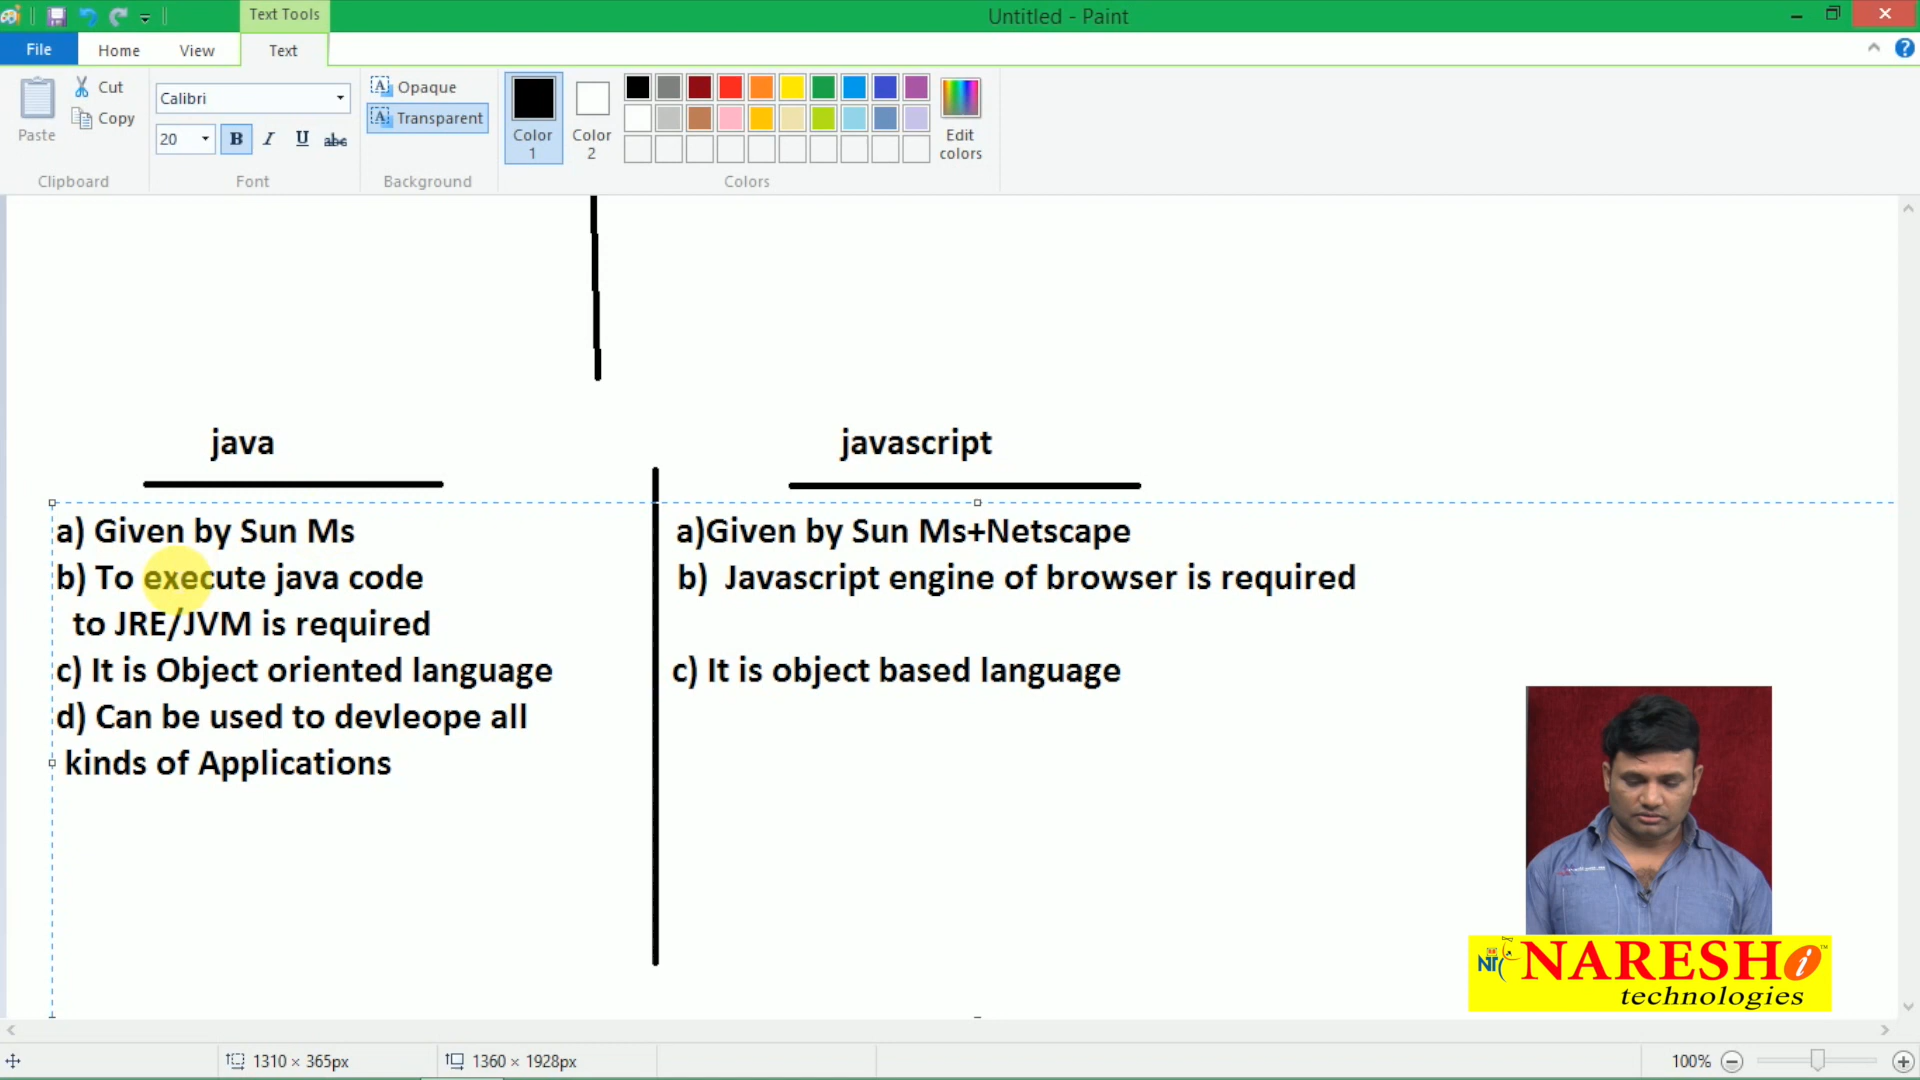 Text Tools
Untitled - Paint
File
Home
View
Text
Paste
Cut
Copy
Clipboard
Calibri
20
B
I
U
abc
Font
Opaque
Transparent
Background
Color
1
Color
2
Edit
colors
Colors
java
javascript
a) Given by Sun Ms
a)Given by Sun Ms+Netscape
b) To execute java code
b) Javascript engine of browser is required
to JRE/JVM is required
c) It is Object oriented language
c) It is object based language
d) Can be used to devleope all
kinds of Applications
NARESH i
technologies
1310 × 365px
1360 × 1928px
100%